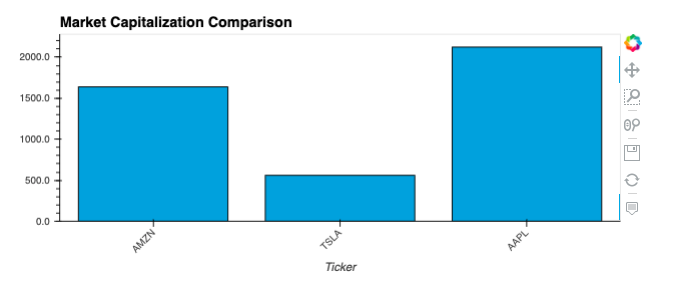 Market Capitalization Comparison
2000.0
1500.0
1000.0
500.0
0.0
AMZN
TSLA
AAPL
Ticker